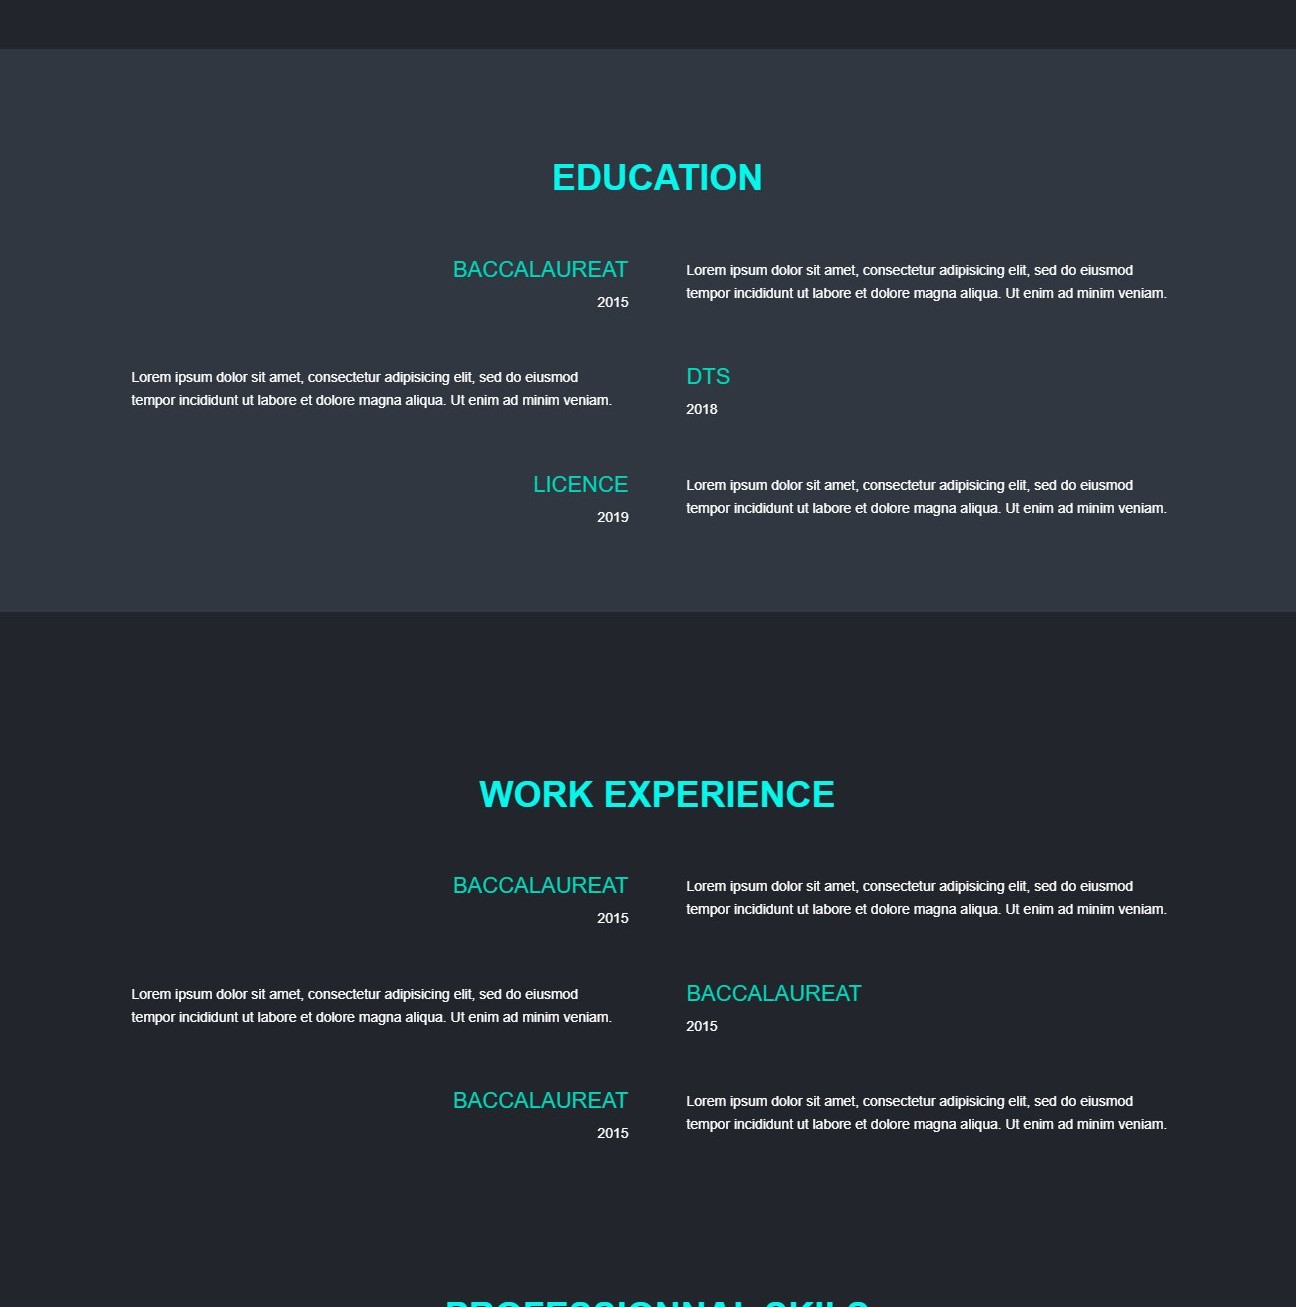 EDUCATION
BACCALAUREAT
2015
Lorem ipsum dolor sit amet, consectetur adipisicing elit, sed do eiusmod
tempor incididunt ut labore et dolore magna aliqua. Ut enim ad minim veniam.
Lorem ipsum dolor sit amet, consectetur adipisicing elit, sed do eiusmod
tempor incididunt ut labore et dolore magna aliqua. Ut enim ad minim veniam.
DTS
2018
LICENCE
2019
Lorem ipsum dolor sit amet, consectetur adipisicing elit, sed do eiusmod
tempor incididunt ut labore et dolore magna aliqua. Ut enim ad minim veniam.
WORK EXPERIENCE
BACCALAUREAT
2015
Lorem ipsum dolor sit amet, consectetur adipisicing elit, sed do eiusmod
tempor incididunt ut labore et dolore magna aliqua. Ut enim ad minim veniam.
Lorem ipsum dolor sit amet, consectetur adipisicing elit, sed do eiusmod
tempor incididunt ut labore et dolore magna aliqua. Ut enim ad minim veniam.
BACCALAUREAT
2015
BACCALAUREAT
2015
Lorem ipsum dolor sit amet, consectetur adipisicing elit, sed do eiusmod
tempor incididunt ut labore et dolore magna aliqua. Ut enim ad minim veniam.